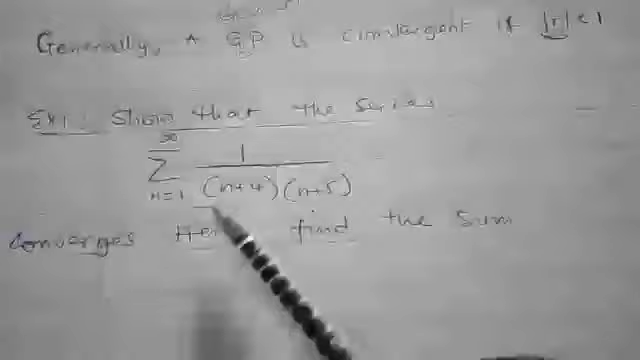 Generally, A GP is convergent if |r| < 1
Ex1: Show that the series
∞
∑ 1
n=1 (n+4)(n+5)
converges find the sum